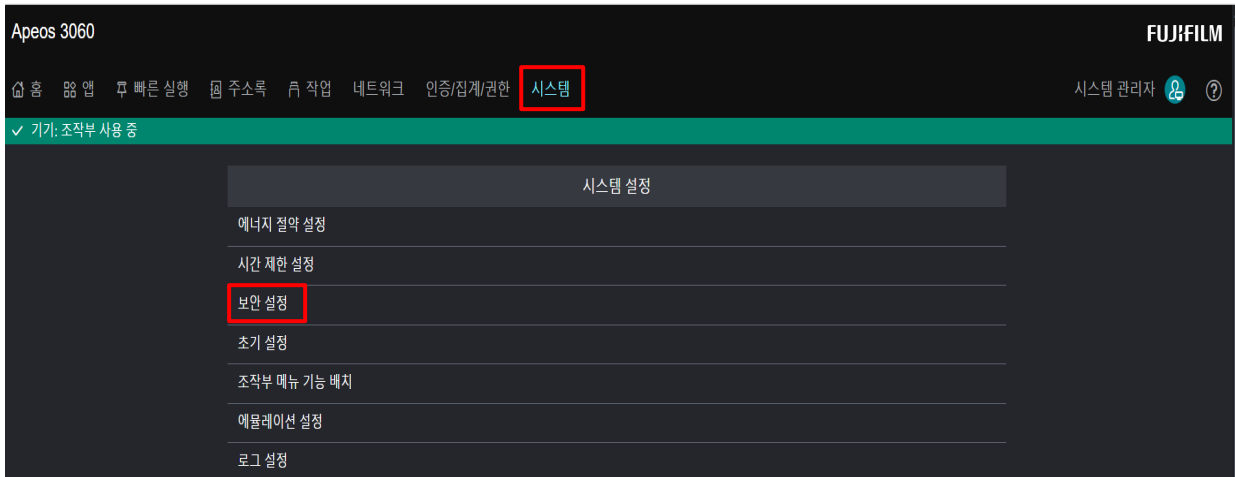 Apeos 3060
FUJIFILM
홈 앱 빠른 실행 주소록 작업 네트워크 인증/집계/권한 시스템 시스템 관리자 ?
기기: 조작부 사용 중
시스템 설정
에너지 절약 설정
시간 제한 설정
보안 설정
초기 설정
조작부 메뉴 기능 배치
에뮬레이션 설정
로그 설정